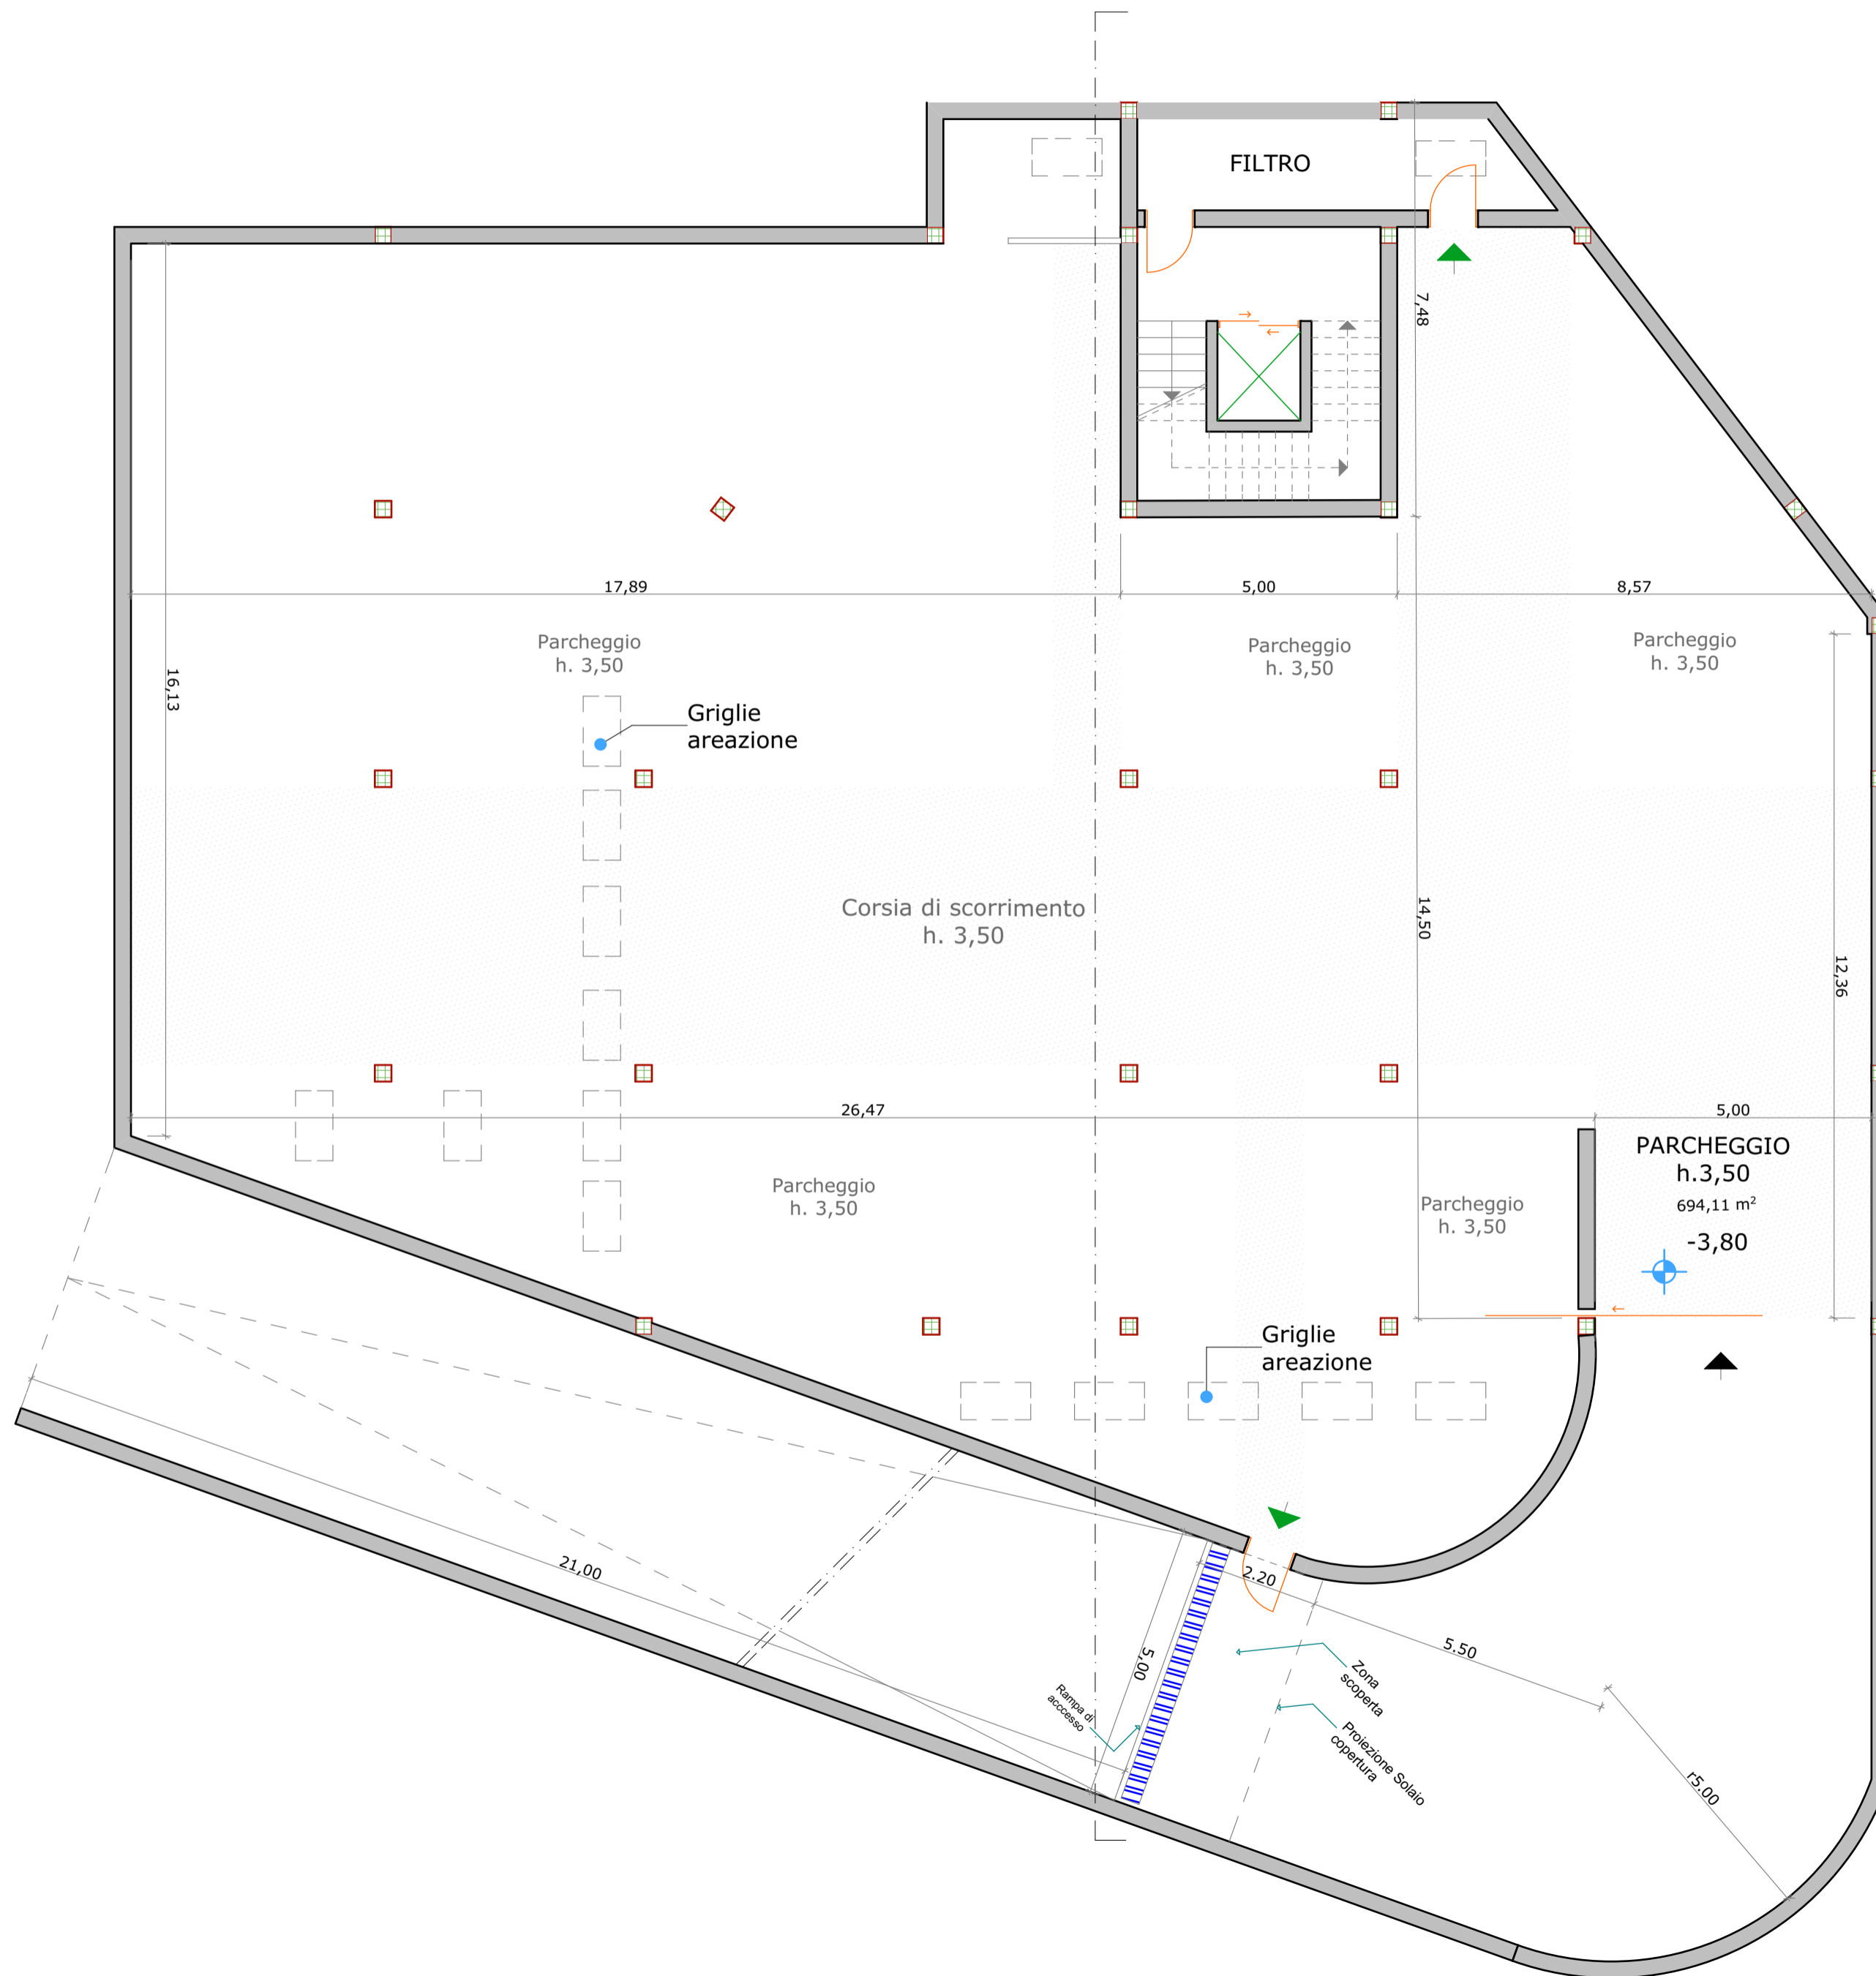 FILTRO
7,48
17,89
5,00
8,57
Parcheggio
h. 3,50
Parcheggio
h. 3,50
Parcheggio
h. 3,50
16,13
Griglie
areazione
Corsia di scorrimento
h. 3,50
14,50
12,36
26,47
5,00
PARCHEGGIO
h.3,50
694,11 m²
-3,80
Parcheggio
h. 3,50
Parcheggio
h. 3,50
Griglie
areazione
21,00
2.20
5.50
5,00
Zona
scoperta
Rampa di
acccesso
Proiezione Solaio
copertura
r5.00